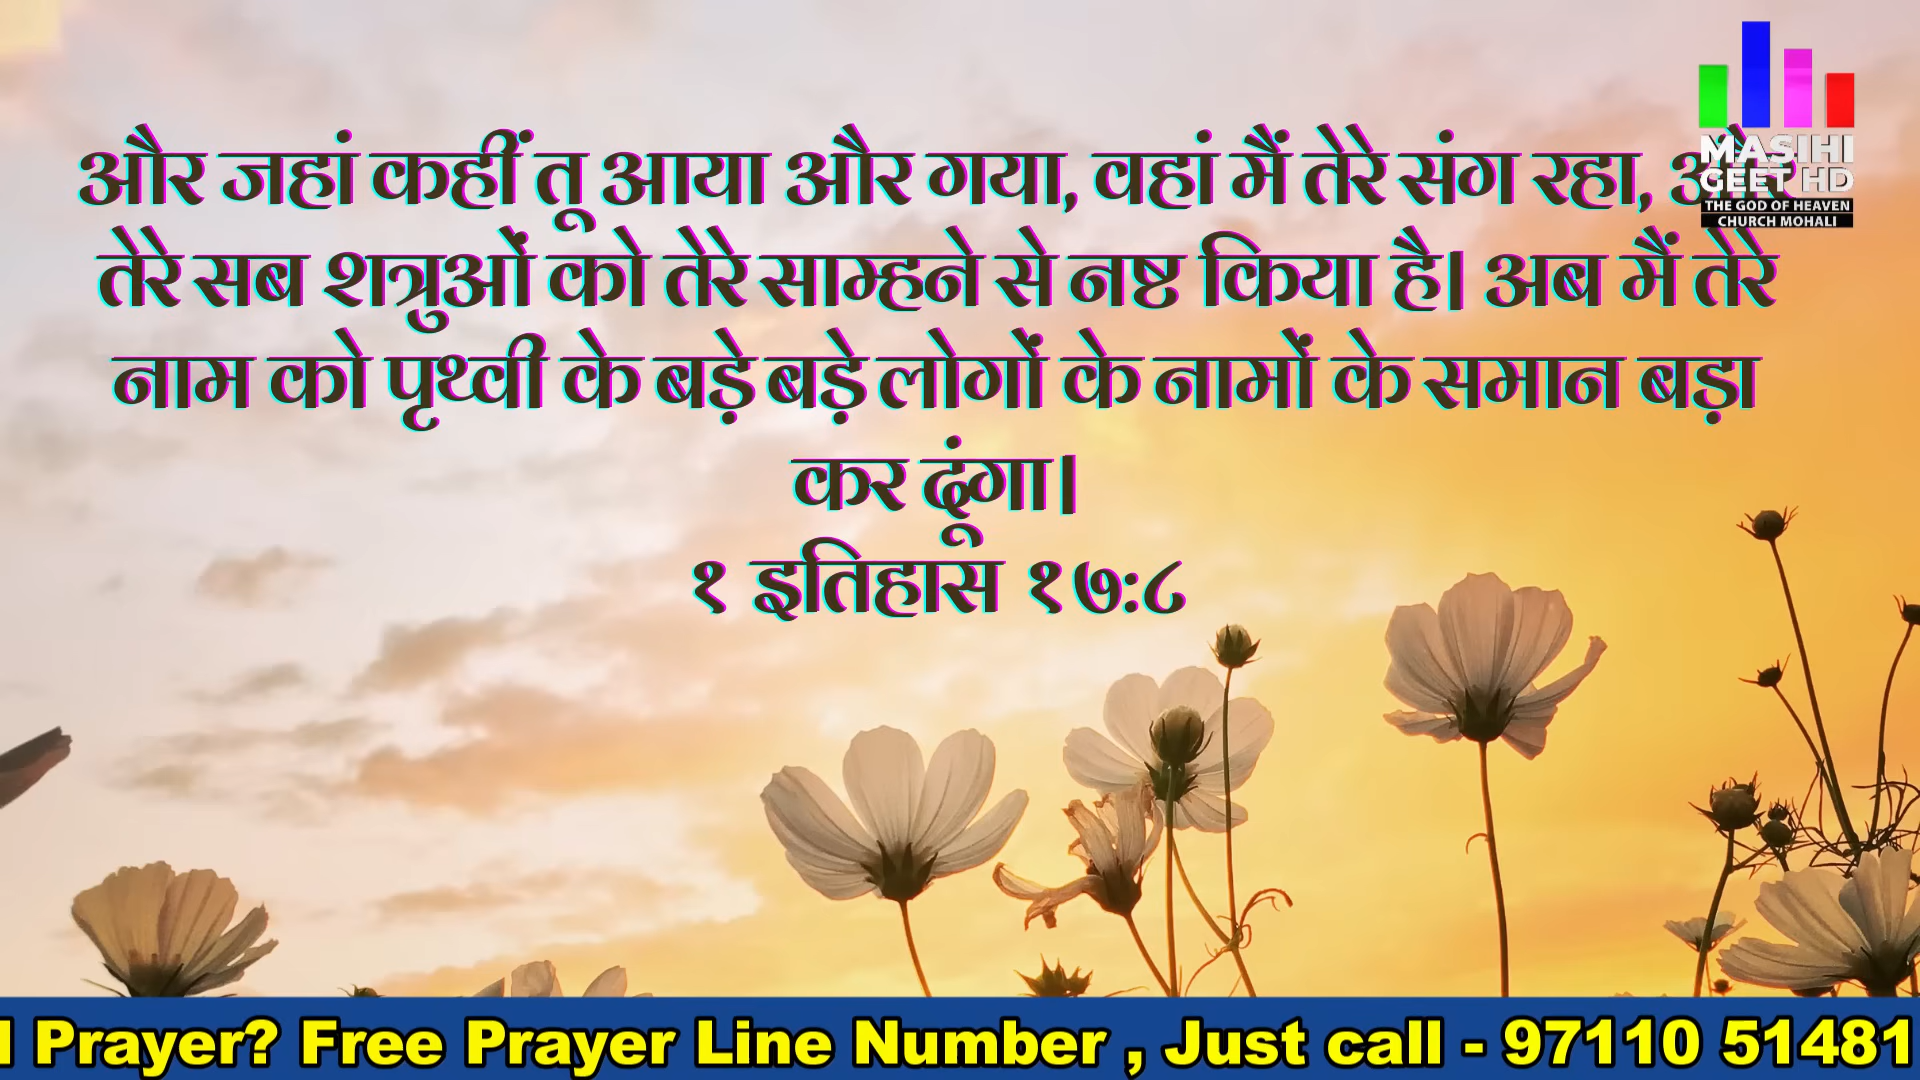 और जहां कहीं तू आया और गया, वहां मैं तेरे संग रहा,
तेरे सब शत्रुओं को तेरे साम्हने से नष्ट किया है। अब मैं तेरे
नाम को पृथ्वी के बड़े बड़े लोगों के नामों के समान बड़ा
कर दूंगा।
१ इतिहास १७:८
MASIHI
GEET HD
THE GOD OF HEAVEN
CHURCH MOHALI
Prayer? Free Prayer Line Number , Just call - 97110 51481